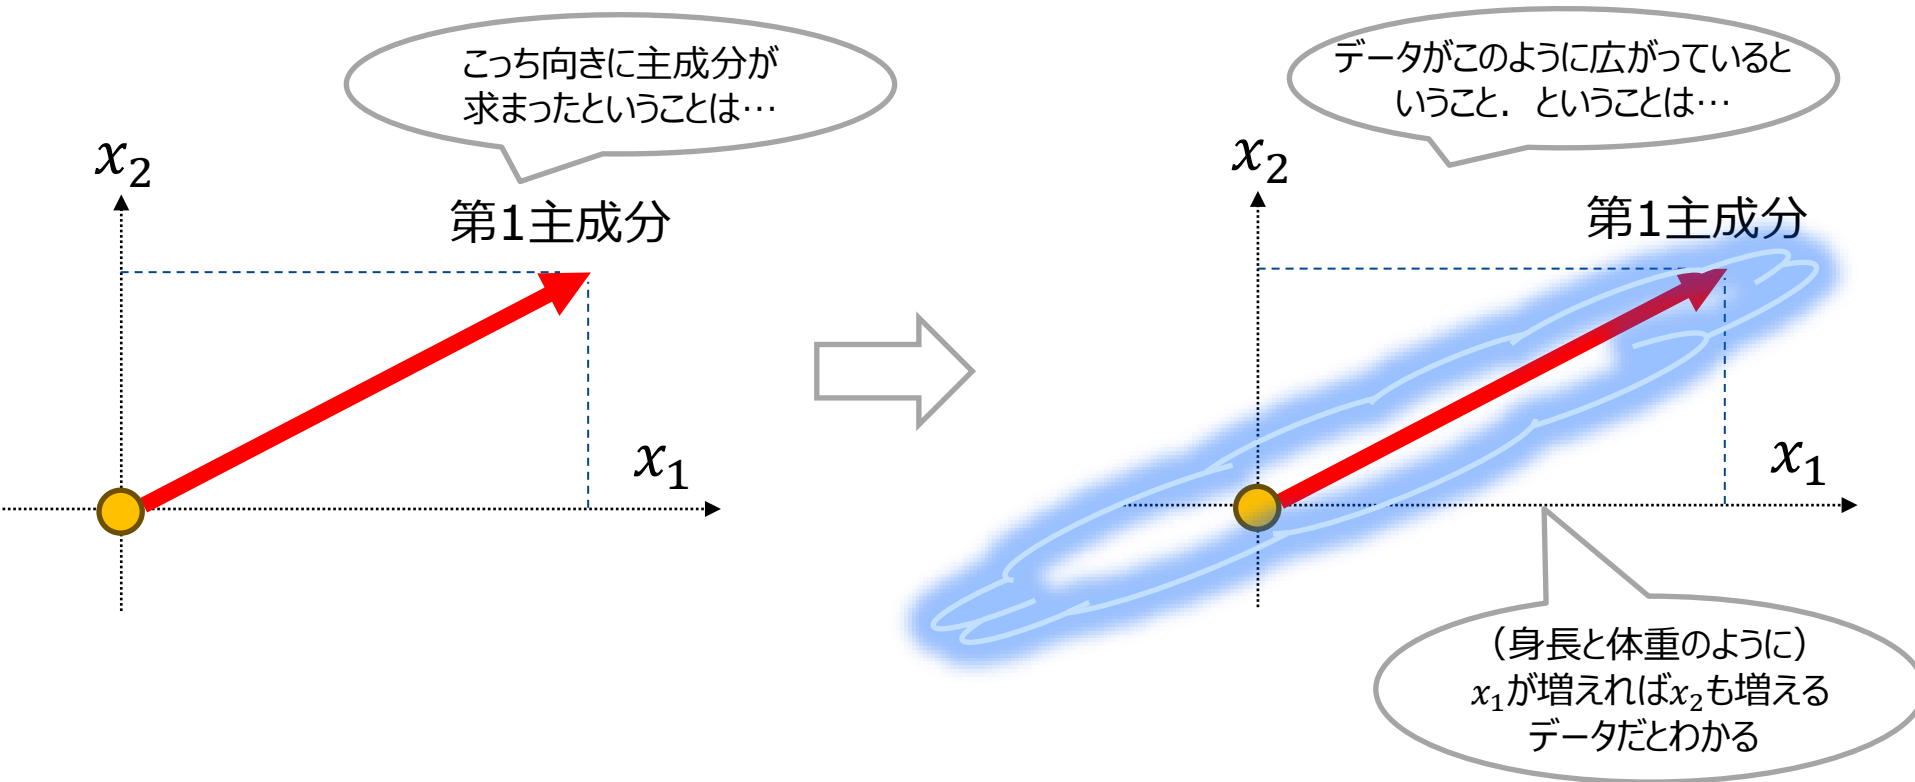 こっち向きに主成分が
求まったということは…
x₂
第1主成分
x₁
データがこのように広がっていると
いうこと． ということは…
x₂
第1主成分
x₁
（身長と体重のように）
x₁が増えればx₂も増える
データだとわかる